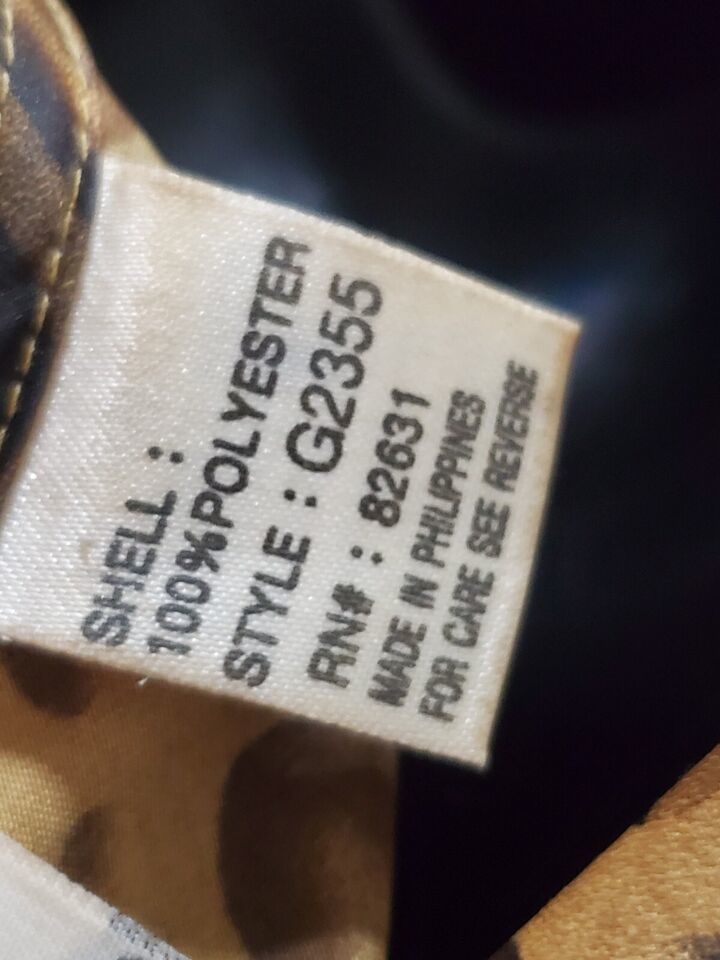 SHELL :
100%POLYESTER
STYLE : G2355
RN# : 82631
MADE IN PHILIPPINES
FOR CARE SEE REVERSE